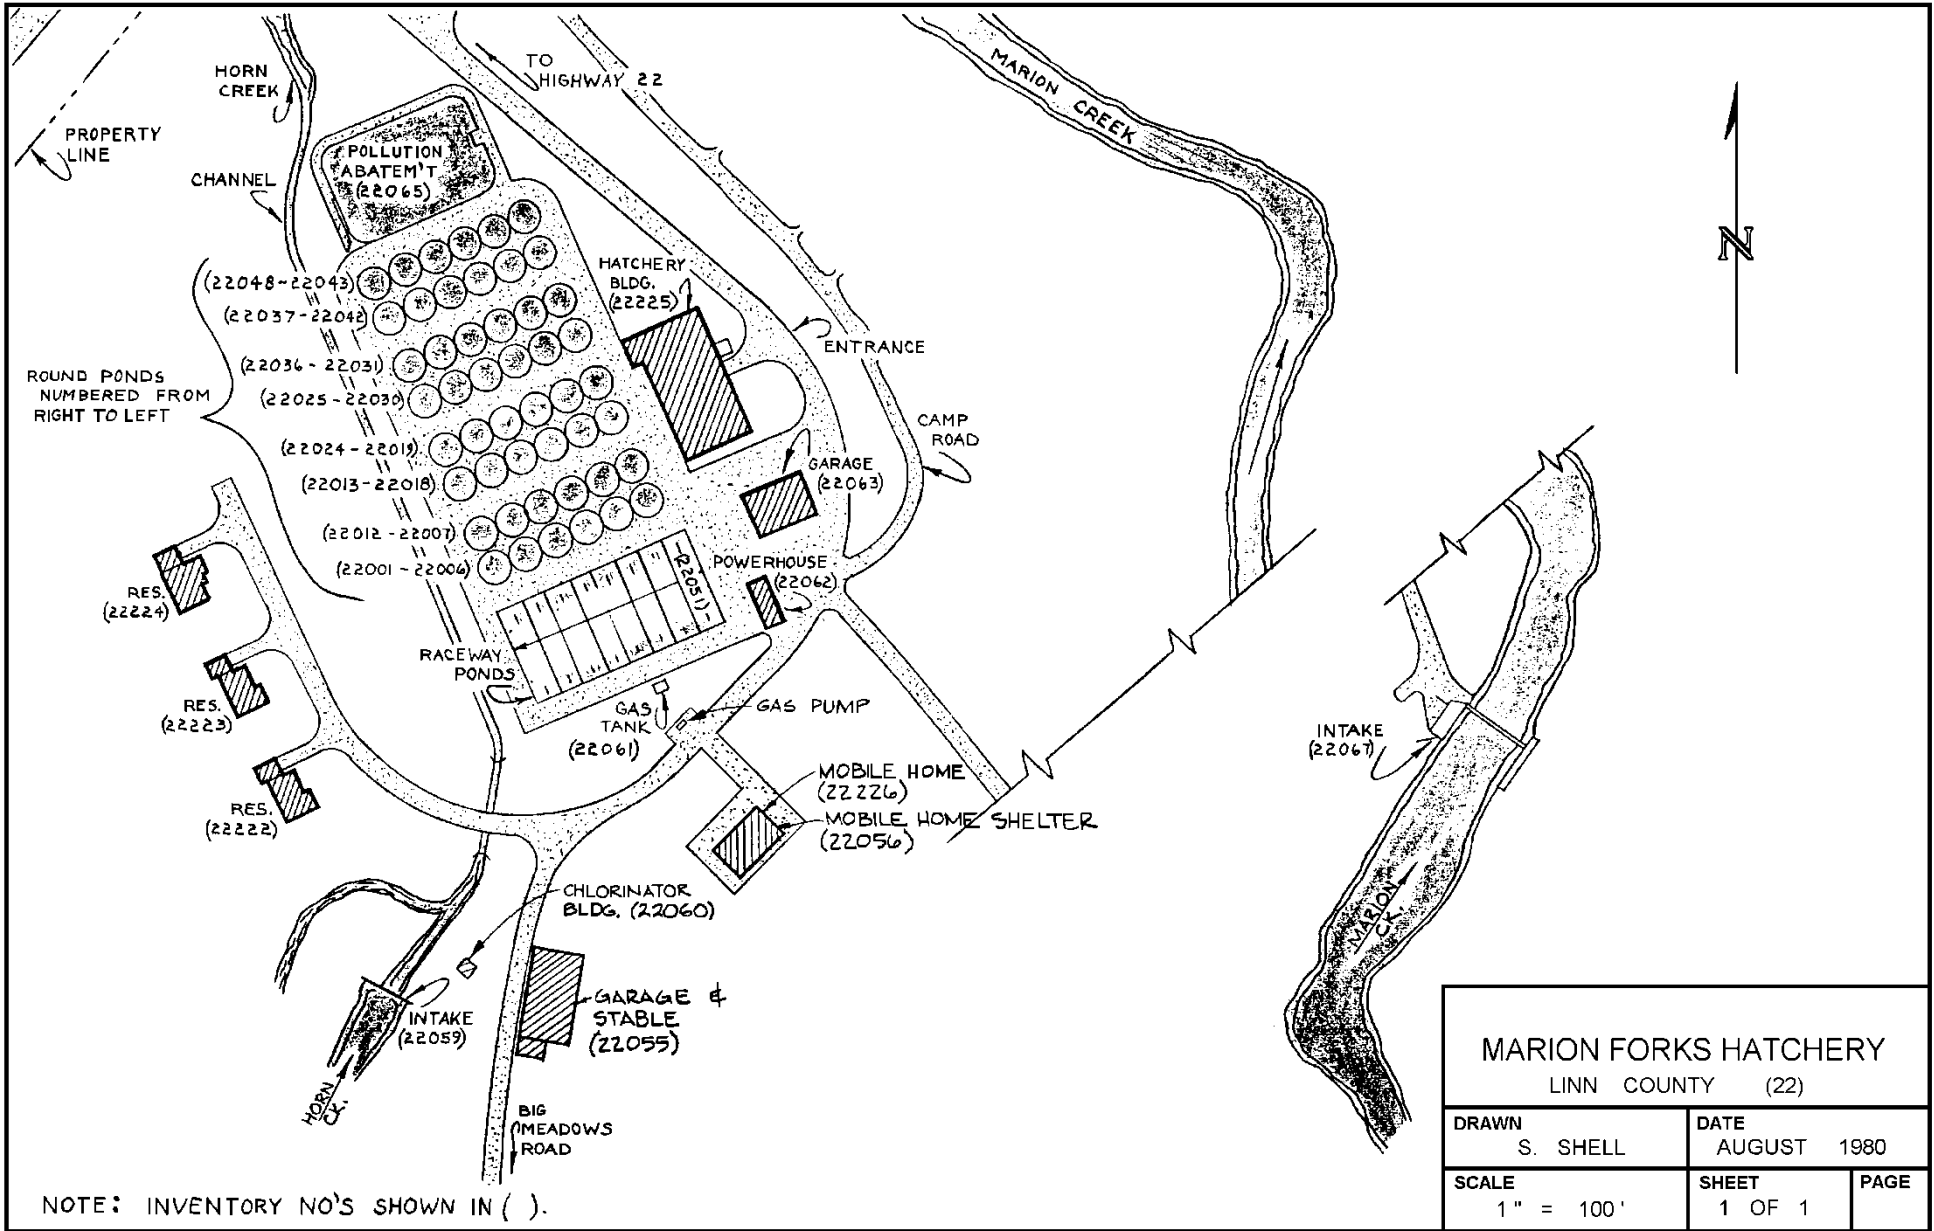 TO
HIGHWAY 22
HORN
CREEK
MARION CREEK
PROPERTY
LINE
POLLUTION
ABATEM'T
(22065)
CHANNEL
N
HATCHERY
BLDG.
(22225)
(22048-22043)
(22037-22042
ENTRANCE
(22036-22031)
(22025-22030)
ROUND PONDS
NUMBERED FROM
RIGHT TO LEFT
CAMP
ROAD
(22024-22019)
(22013-22018)
GARAGE
(22063)
(22012-22007)
(22001-22006)
POWERHOUSE
(22062)
(22051)
RES.
(22224)
RACEWAY
PONDS
RES.
(22223)
GAS
TANK
(22061)
GAS PUMP
INTAKE
(22067)
MOBILE HOME
(22226)
MOBILE HOME SHELTER
(22056)
RES.
(22222)
CHLORINATOR
BLDG. (22060)
MARION
CK.
GARAGE &
STABLE
(22055)
INTAKE
(22059)
HORN
CK.
BIG
MEADOWS
ROAD
NOTE: INVENTORY NO'S SHOWN IN ( ).
MARION FORKS HATCHERY
LINN COUNTY (22)
DRAWN
S. SHELL
DATE
AUGUST 1980
SCALE
1" = 100'
SHEET
1 OF 1
PAGE